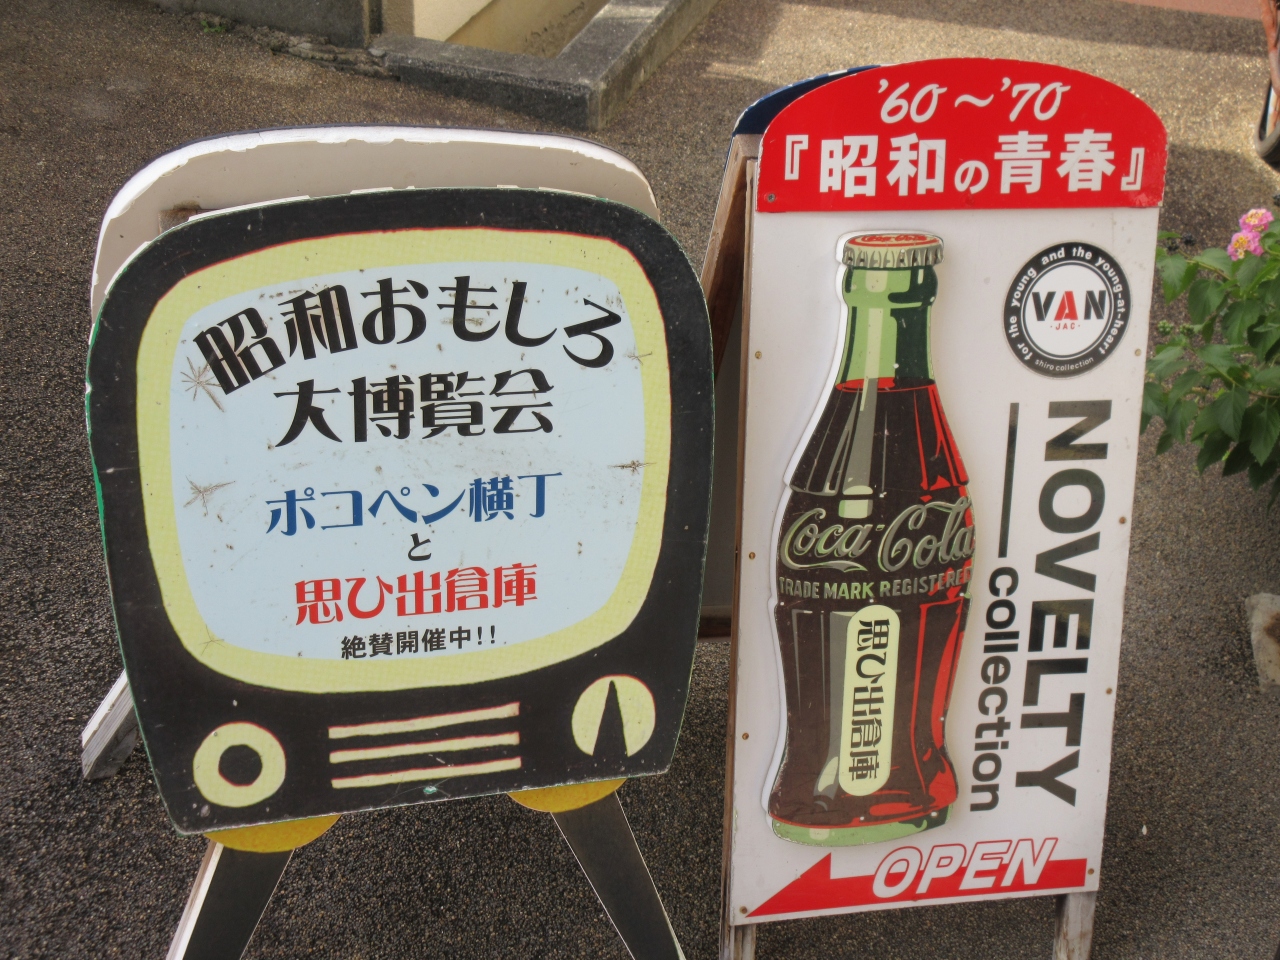 昭和おもしろ
大博覧会
ポコペン横丁
と
思ひ出倉庫
絶賛開催中!!
'60〜'70
『昭和の青春』
for the young and the young-at-heart
VAN
・JAC・
shiro collection
NOVELTY
collection
Coca-Cola
TRADE MARK REGISTERED
思ひ出倉庫
OPEN